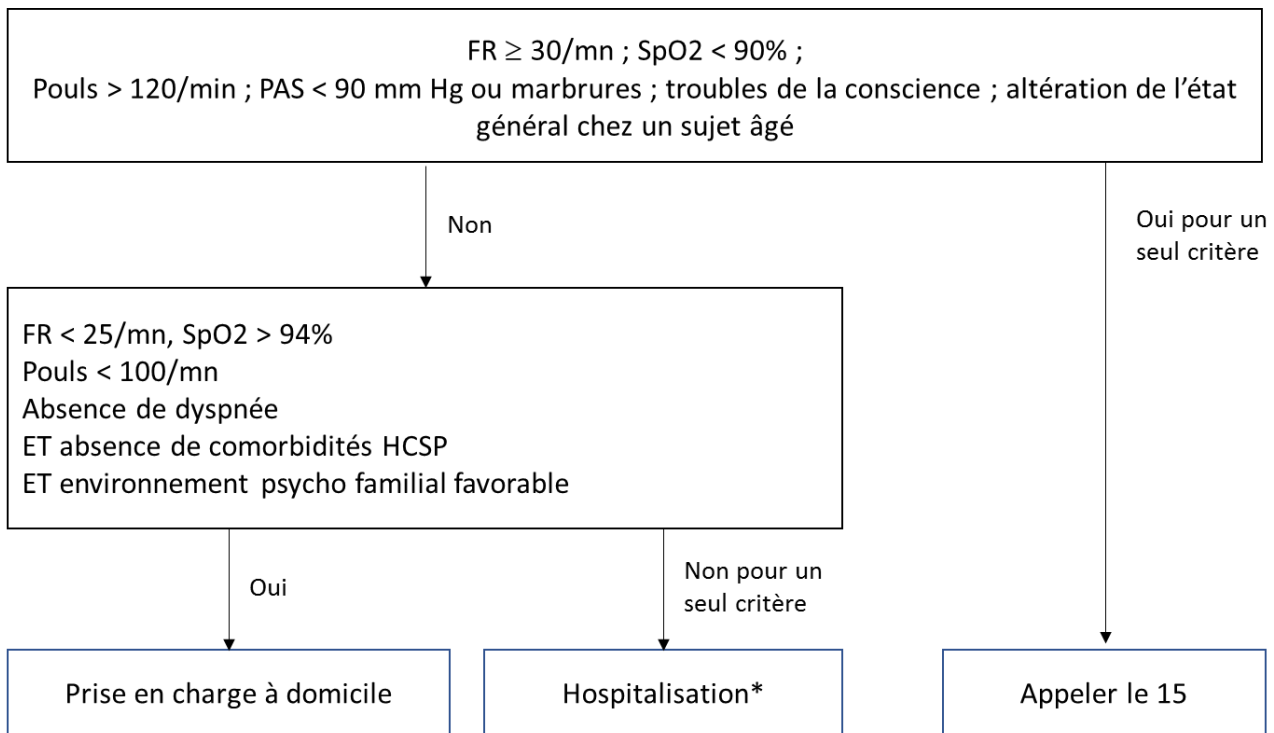 FR ≥ 30/mn ; SpO2 < 90% ;
Pouls > 120/min ; PAS < 90 mm Hg ou marbrures ; troubles de la conscience ; altération de l’état
général chez un sujet âgé
Non
Oui pour un
seul critère
FR < 25/mn, SpO2 > 94%
Pouls < 100/mn
Absence de dyspnée
ET absence de comorbidités HCSP
ET environnement psycho familial favorable
Oui
Non pour un
seul critère
Prise en charge à domicile
Hospitalisation*
Appeler le 15